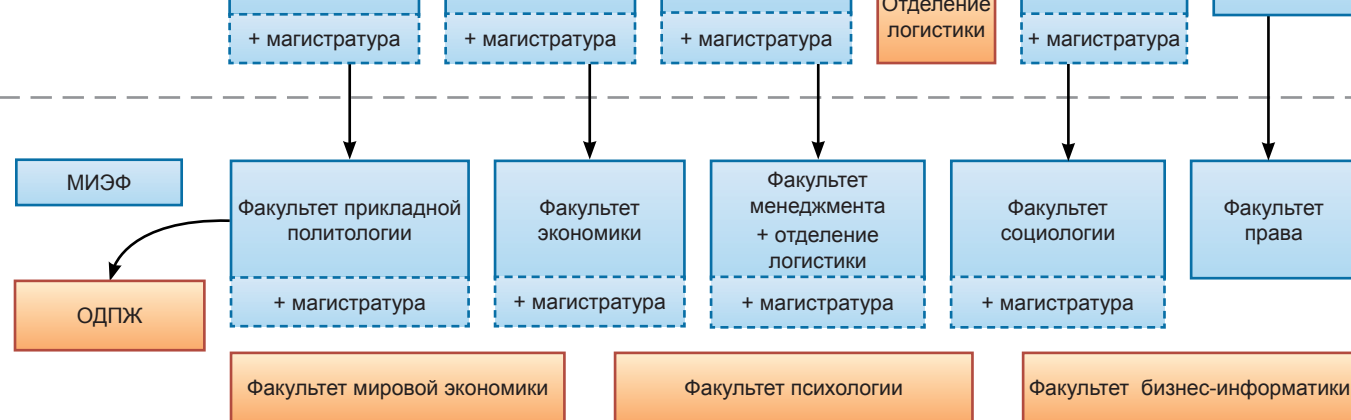 Отделение
логистики
+ магистратура
+ магистратура
+ магистратура
+ магистратура
МИЭФ
Факультет прикладной
политологии
+ магистратура
Факультет
экономики
+ магистратура
Факультет
менеджмента
+ отделение
логистики
+ магистратура
Факультет
социологии
+ магистратура
Факультет
права
ОДПЖ
Факультет мировой экономики
Факультет психологии
Факультет бизнес-информатики